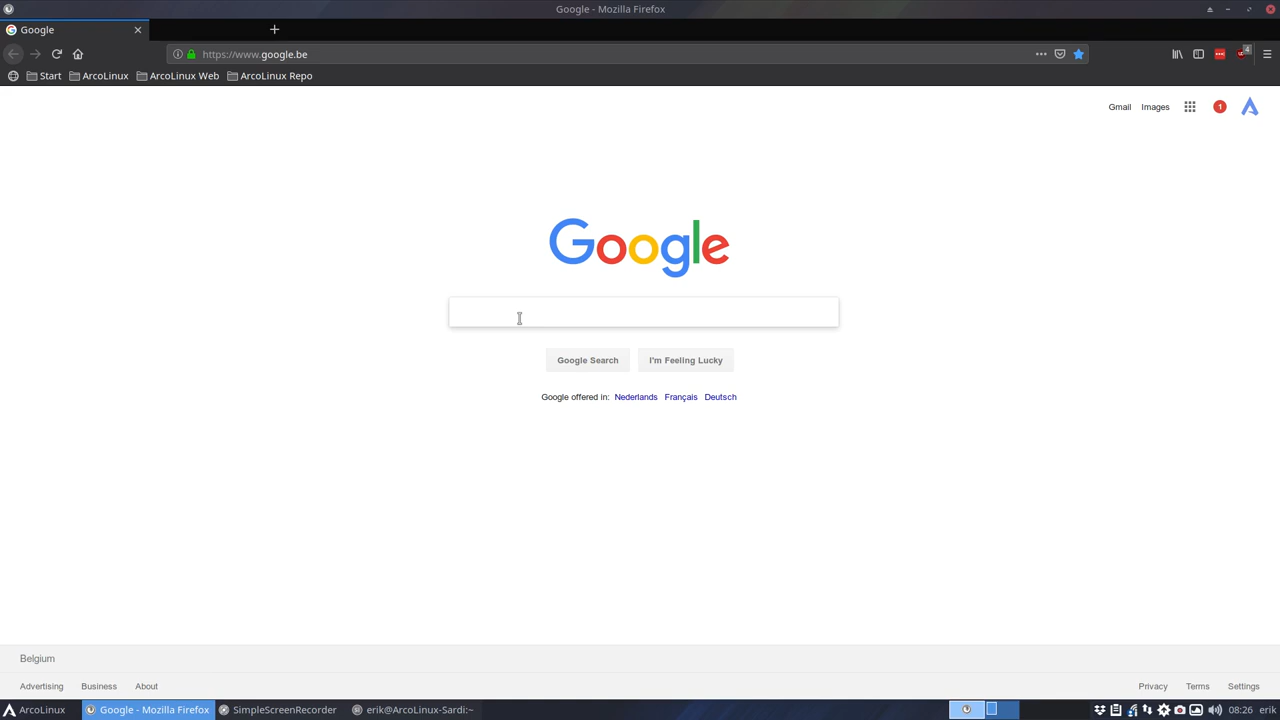 Google - Mozilla Firefox
Google
https://www.google.be
4
Start ArcoLinux ArcoLinux Web ArcoLinux Repo
Gmail Images 1
Google
Google Search I'm Feeling Lucky
Google offered in: Nederlands Français Deutsch
Belgium
Advertising Business About Privacy Terms Settings
ArcoLinux Google - Mozilla Firefox SimpleScreenRecorder erik@ArcoLinux-Sardi:~ 08:26 erik